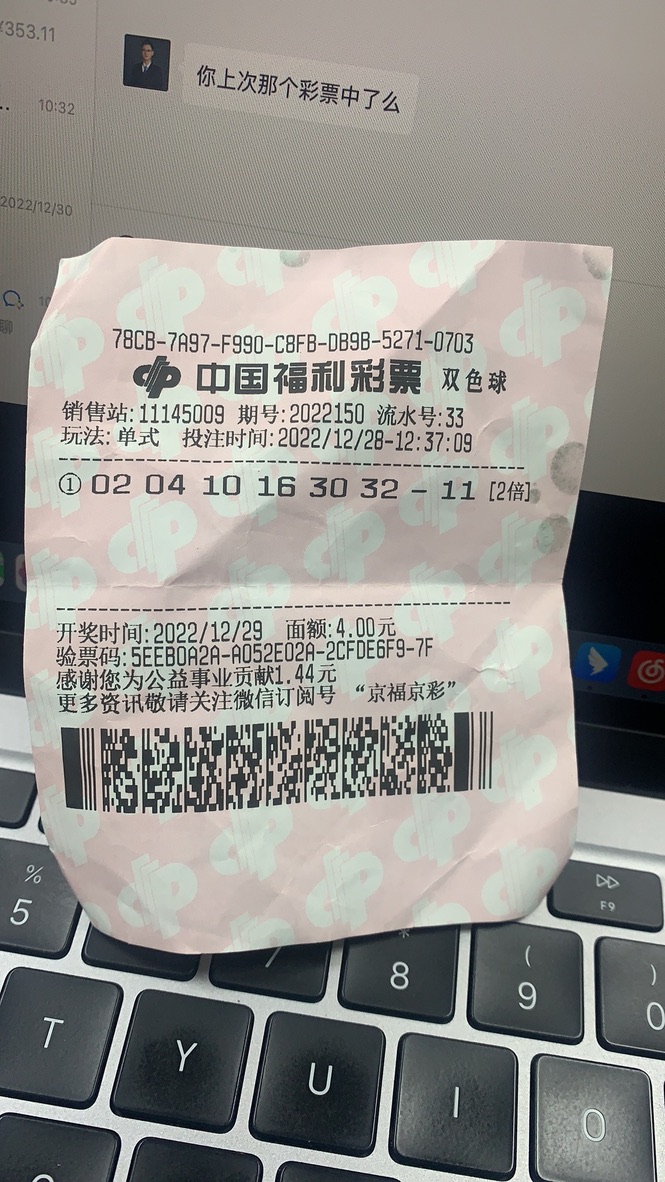 ¥353.11
你上次那个彩票中了么
10:32
2022/12/30
78CB-7A97-F990-C8FB-DB9B-5271-0703
中国福利彩票 双色球
销售站:11145009 期号:2022150 流水号:33
玩法:单式 投注时间:2022/12/28-12:37:09
① 02 04 10 16 30 32 - 11 [2倍]
开奖时间:2022/12/29 面额:4.00元
验票码:5EEB0A2A-A052E02A-2CFDE6F9-7F
感谢您为公益事业贡献1.44元
更多资讯敬请关注微信订阅号 “京福京彩”
% 5
F9
7
* 8
( 9
) 0
T Y U I O